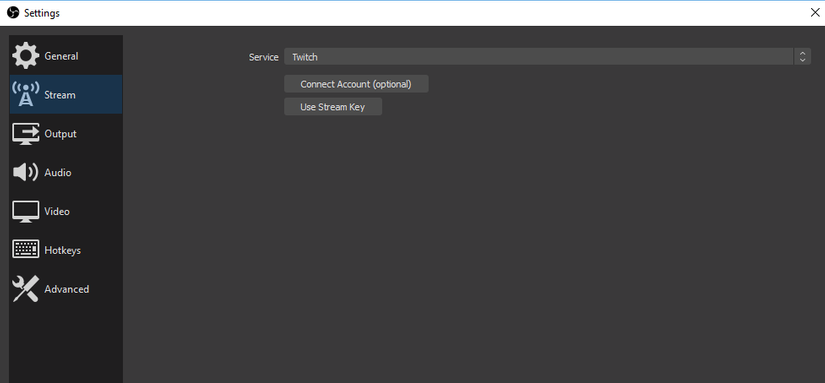 Settings
General
Stream
Output
Audio
Video
Hotkeys
Advanced
Service Twitch
Connect Account (optional)
Use Stream Key